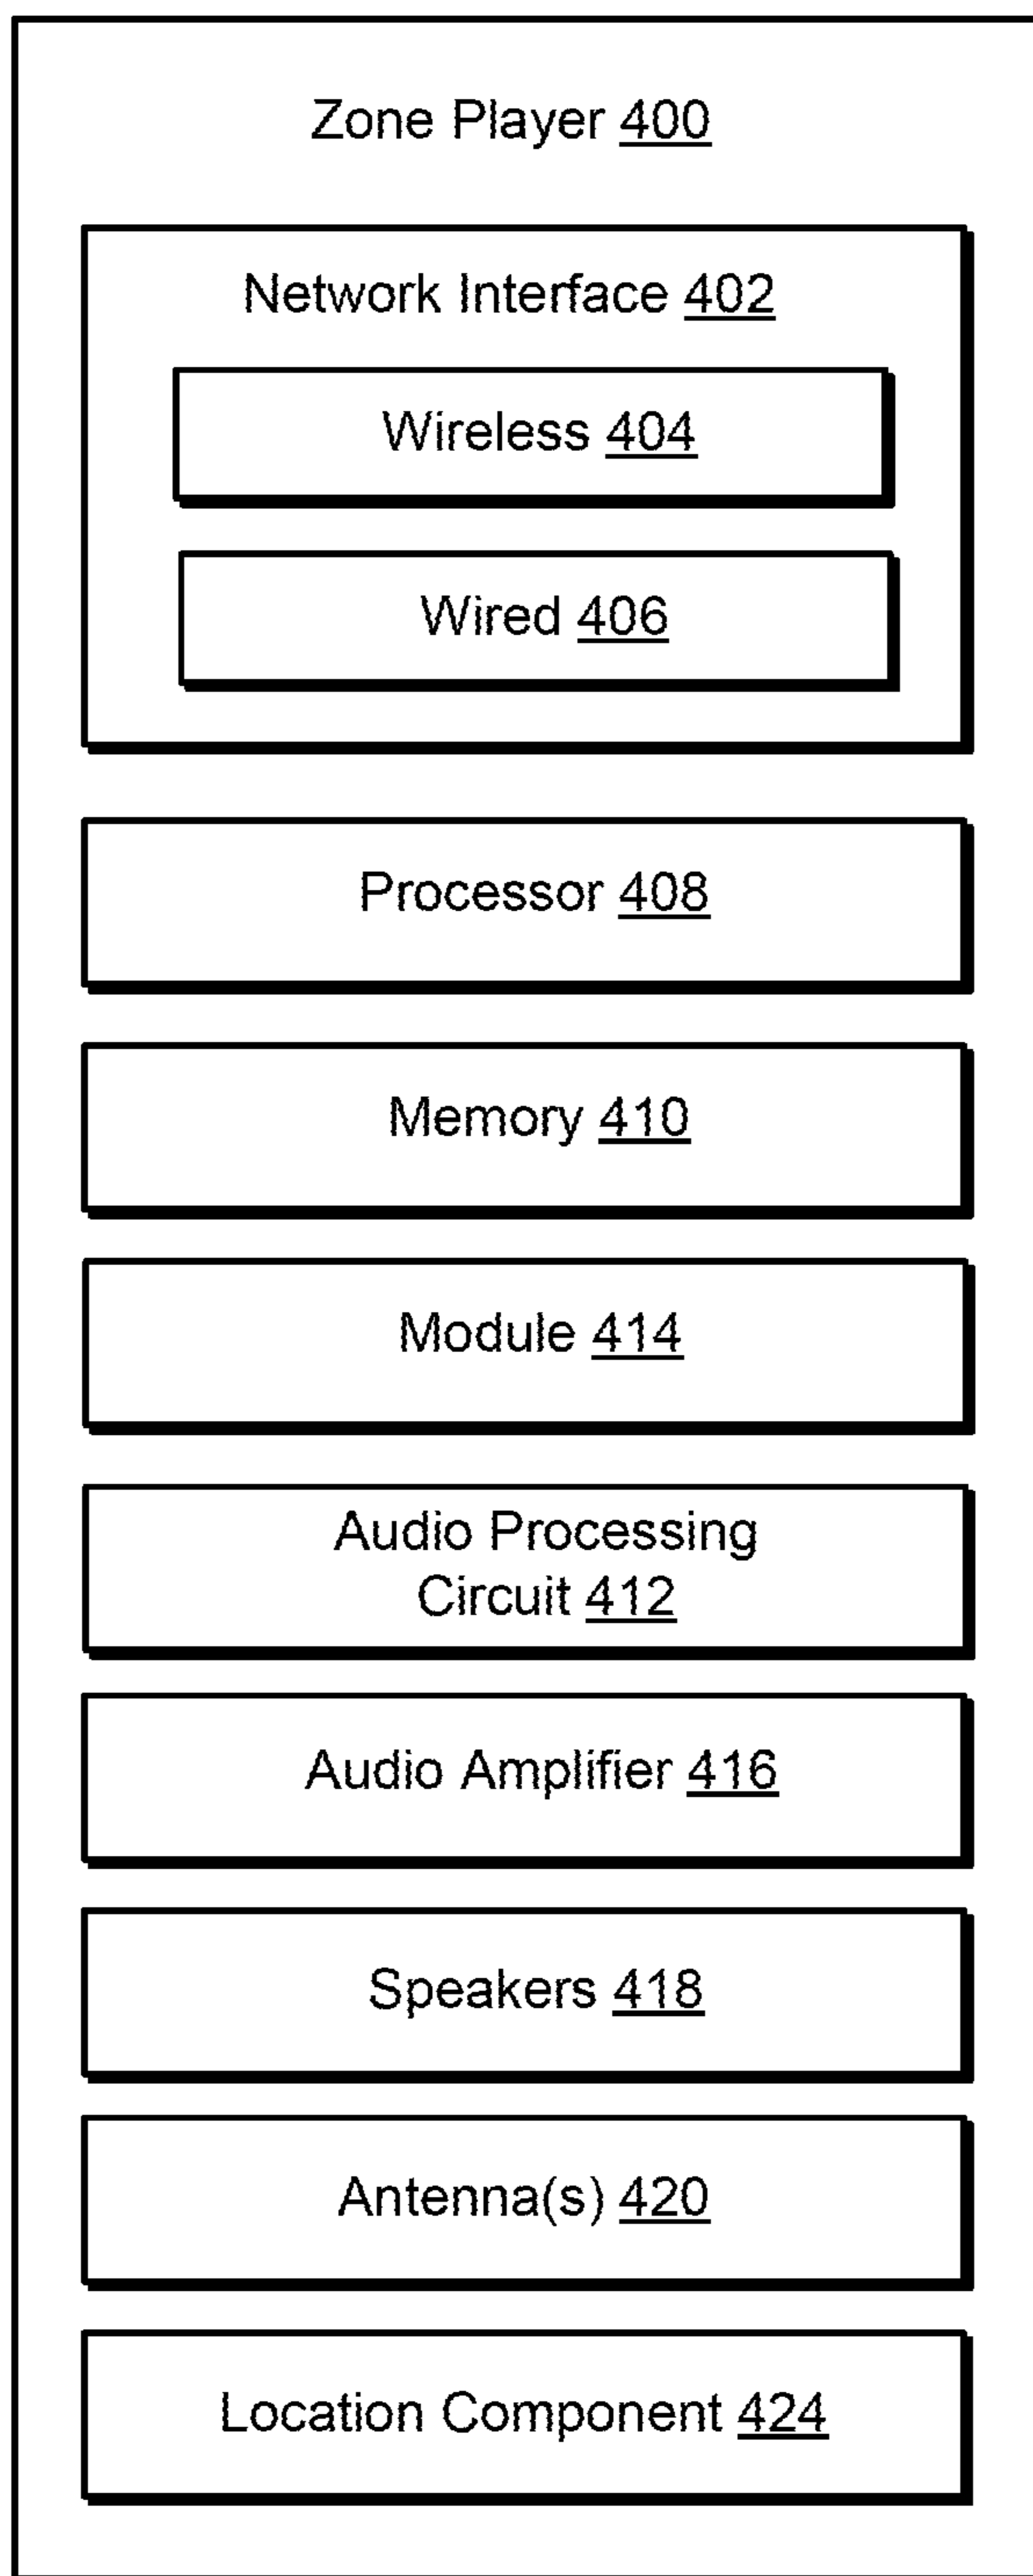 Zone Player 400
Network Interface 402
Wireless 404
Wired 406
Processor 408
Memory 410
Module 414
Audio Processing
Circuit 412
Audio Amplifier 416
Speakers 418
Antenna(s) 420
Location Component 424